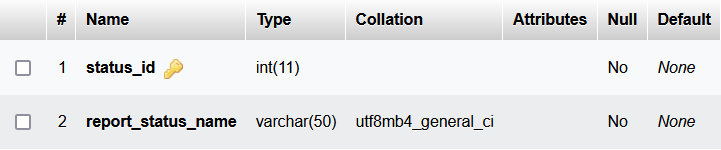 # Name Type Collation Attributes Null Default
1 status_id int(11) No None
2 report_status_name varchar(50) utf8mb4_general_ci No None